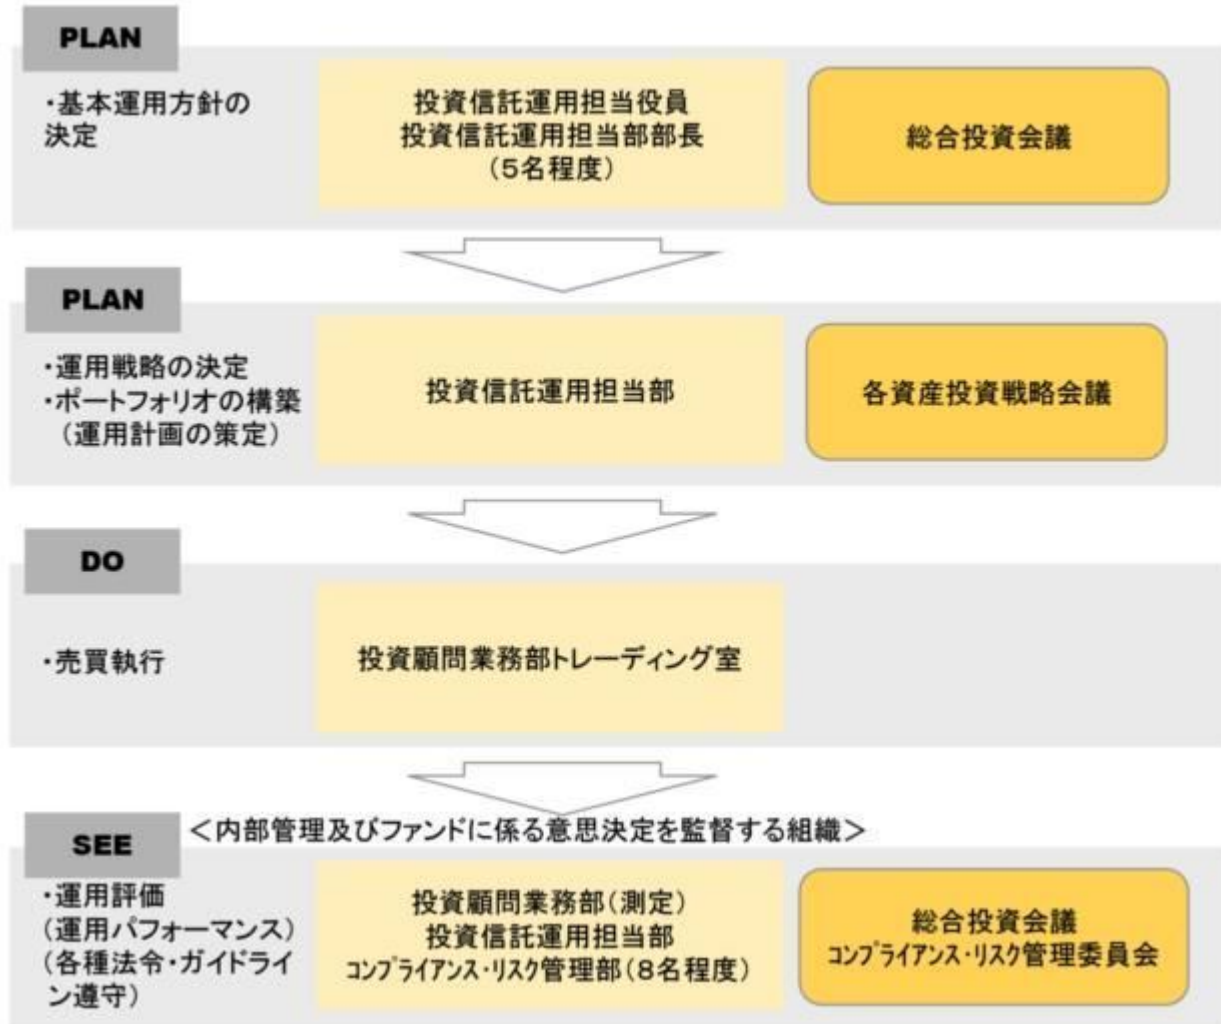 PLAN
・基本運用方針の
決定
投資信託運用担当役員
投資信託運用担当部部長
(5名程度)
総合投資会議
PLAN
・運用戦略の決定
・ポートフォリオの構築
(運用計画の策定)
投資信託運用担当部
各資産投資戦略会議
DO
・売買執行
投資顧問業務部トレーディング室
SEE
＜内部管理及びファンドに係る意思決定を監督する組織＞
・運用評価
(運用パフォーマンス)
(各種法令・ガイドライ
ン遵守)
投資顧問業務部(測定)
投資信託運用担当部
コンプライアンス・リスク管理部(8名程度)
総合投資会議
コンプライアンス・リスク管理委員会